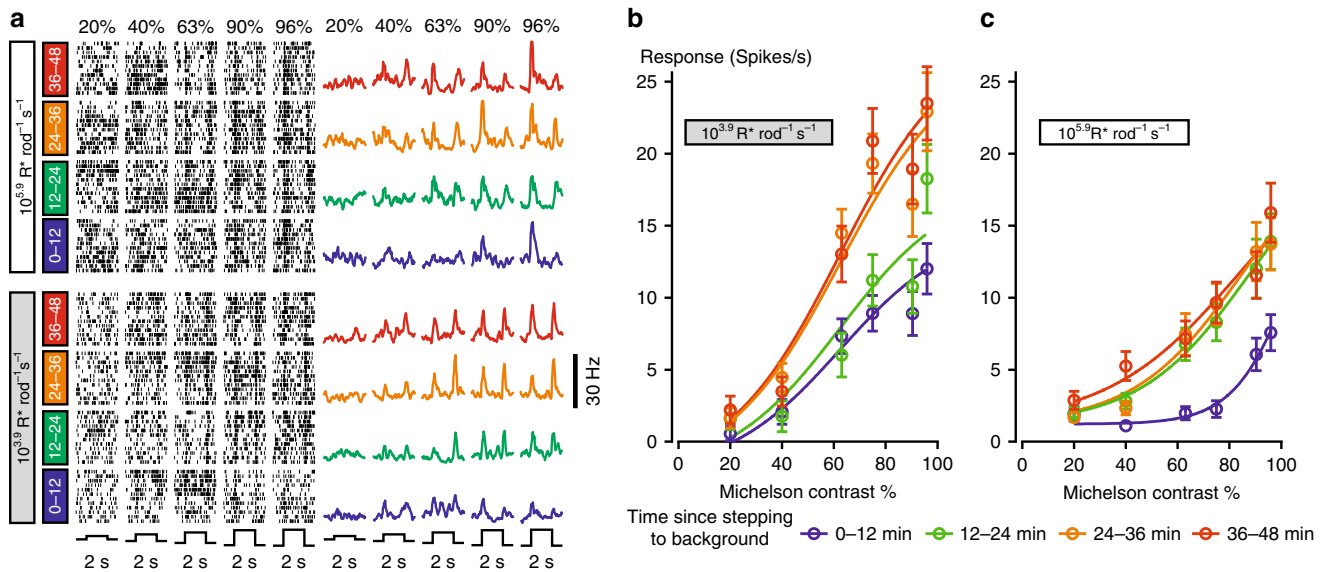 a
20% 40% 63% 90% 96% 20% 40% 63% 90% 96%
10^5.9 R* rod^−1 s^−1
36–48
24–36
12–24
0–12
10^3.9 R* rod^−1 s^−1
36–48
24–36
12–24
0–12
30 Hz
2 s 2 s 2 s 2 s 2 s 2 s 2 s 2 s 2 s 2 s
b
Response (Spikes/s)
10^3.9 R* rod^−1 s^−1
25
20
15
10
5
0
0 20 40 60 80 100
Michelson contrast %
c
10^5.9R* rod^−1 s^−1
25
20
15
10
5
0
0 20 40 60 80 100
Michelson contrast %
Time since stepping
to background
0–12 min 12–24 min 24–36 min 36–48 min